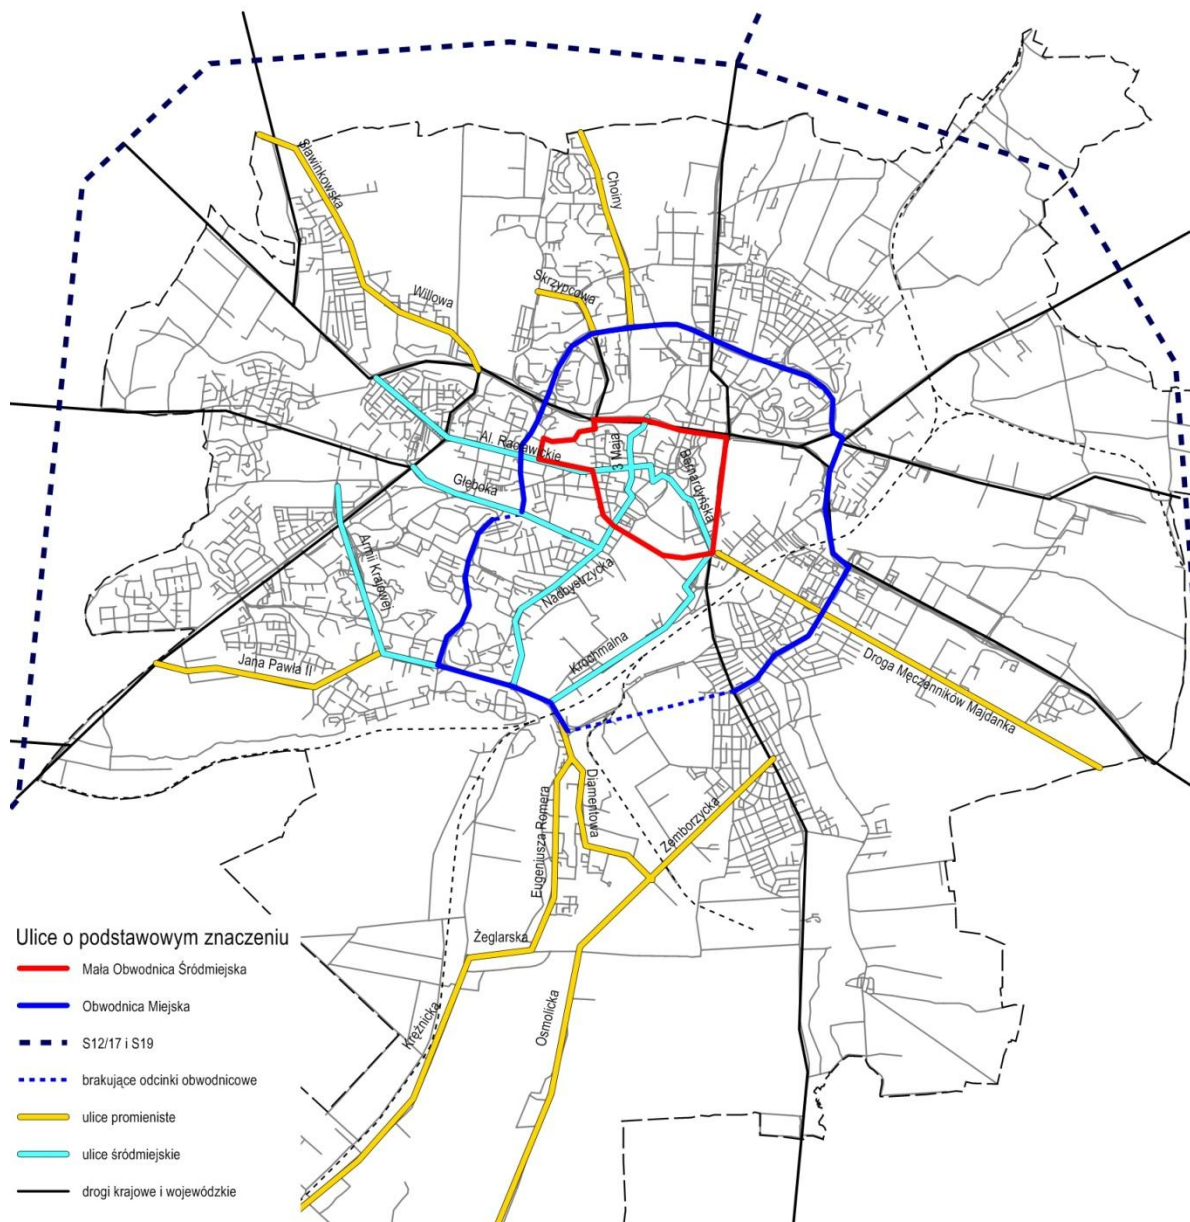 Sławinkowska
Choiny
Skrzypcowa
Willowa
Al. Racławickie
3 Maja
Bernardyńska
Głęboka
Armii Krajowej
Nadbystrzycka
Krochmalna
Jana Pawła II
Droga Męczenników Majdanka
Diamentowa
Eugeniusza Romera
Zemborzycka
Żeglarska
Osmolicka
Krężnicka
Ulice o podstawowym znaczeniu
Mała Obwodnica Śródmiejska
Obwodnica Miejska
S12/17 i S19
brakujące odcinki obwodnicowe
ulice promieniste
ulice śródmiejskie
drogi krajowe i wojewódzkie